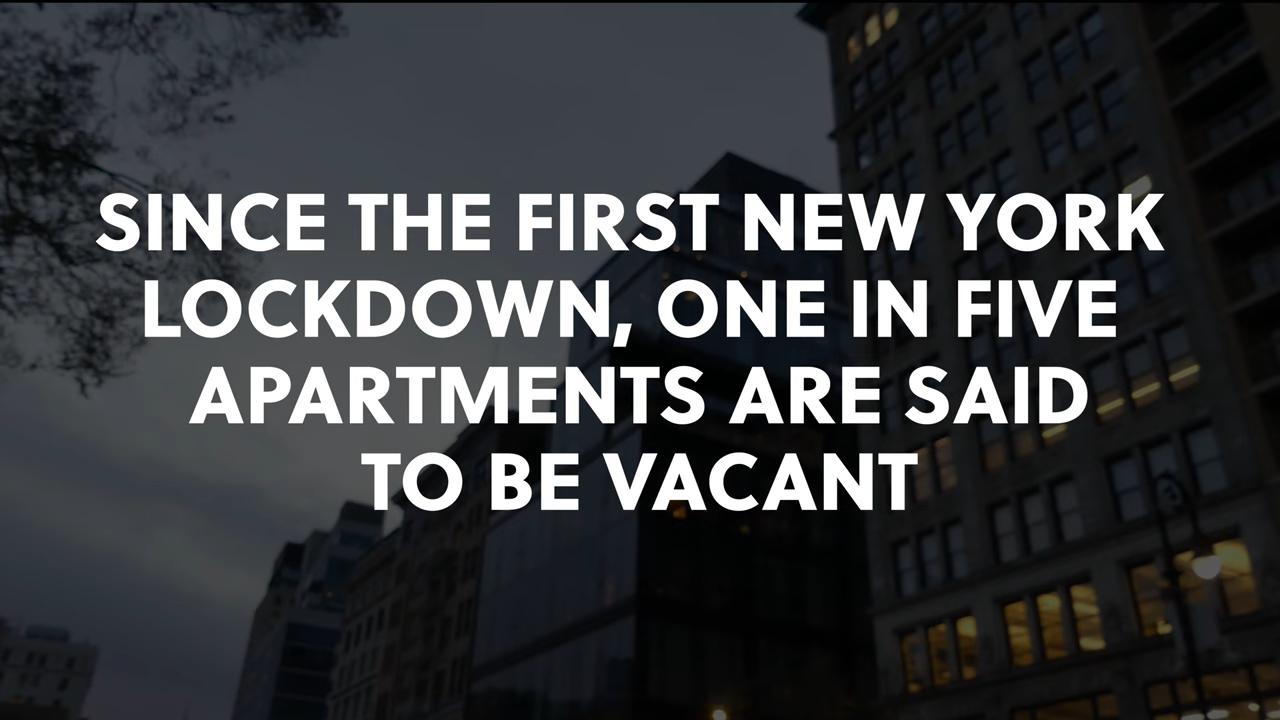 SINCE THE FIRST NEW YORK
LOCKDOWN, ONE IN FIVE
APARTMENTS ARE SAID
TO BE VACANT